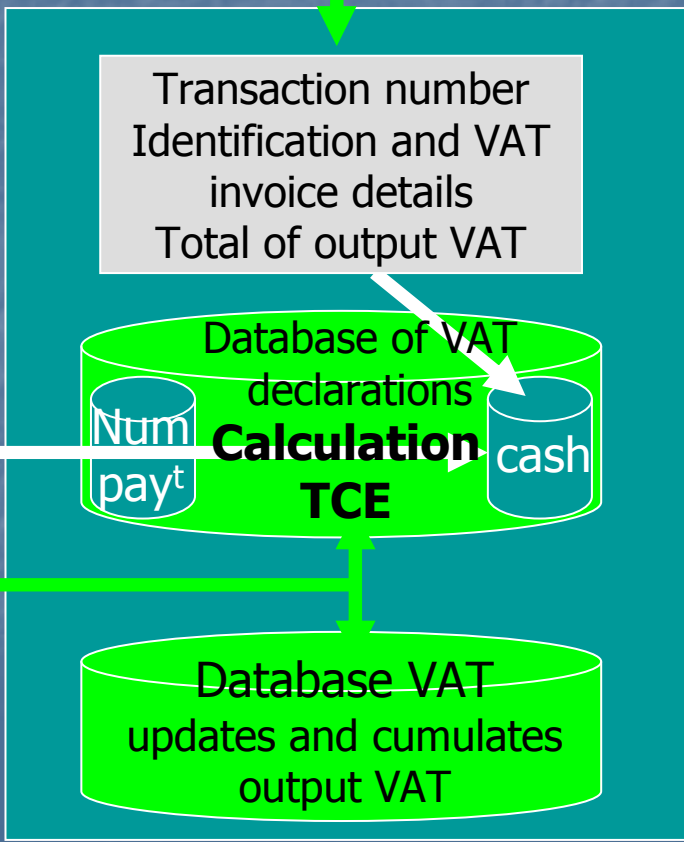 Transaction number
Identification and VAT
invoice details
Total of output VAT
Database of VAT
declarations
Num
payᵗ
Calculation
TCE
cash
Database VAT
updates and cumulates
output VAT